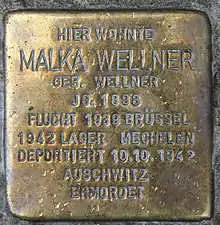 HIER WOHNTE
MALKA WELLNER
GEB. WELLNER
JG. 1898
FLUCHT 1939 BRÜSSEL
1942 LAGER MECHELEN
DEPORTIERT 10.10.1942
AUSCHWITZ
ERMORDET